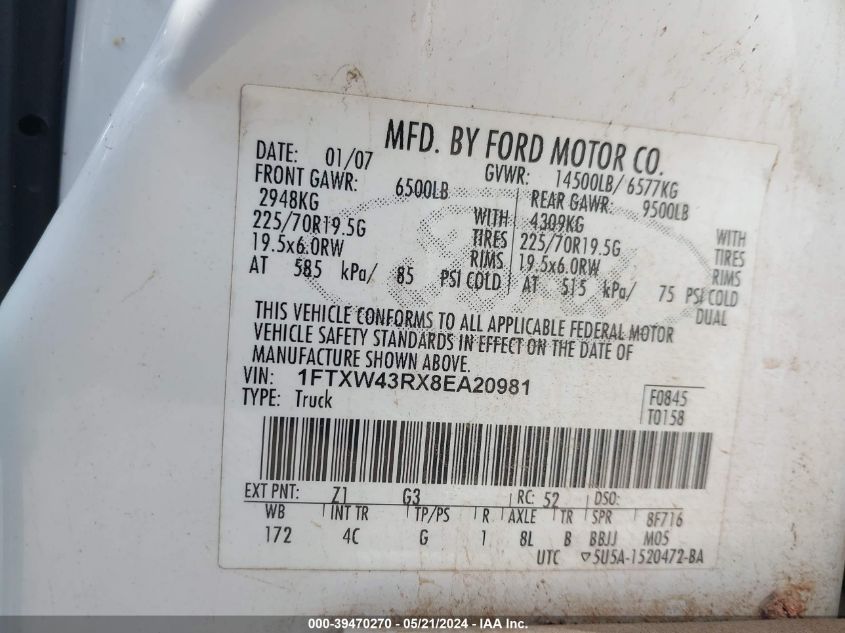 MFD. BY FORD MOTOR CO.
DATE: 01/07 GVWR: 14500LB/ 6577KG
FRONT GAWR: 6500LB REAR GAWR: 9500LB
2948KG WITH 4309KG WITH
225/70R19.5G TIRES 225/70R19.5G TIRES
19.5x6.0RW RIMS 19.5x6.0RW RIMS
AT 585 kPa/ 85 PSI COLD AT 515 kPa/ 75 PSI COLD
DUAL
THIS VEHICLE CONFORMS TO ALL APPLICABLE FEDERAL MOTOR
VEHICLE SAFETY STANDARDS IN EFFECT ON THE DATE OF
MANUFACTURE SHOWN ABOVE.
VIN: 1FTXW43RX8EA20981
TYPE: Truck F0845
T0158
EXT PNT: Z1 G3 RC: 52 DSO:
WB INT TR TP/PS R AXLE TR SPR 8F716
172 4C G 1 8L B BBJJ M05
UTC ▽5U5A-1520472-BA
000-39470270 - 05/21/2024 - IAA Inc.